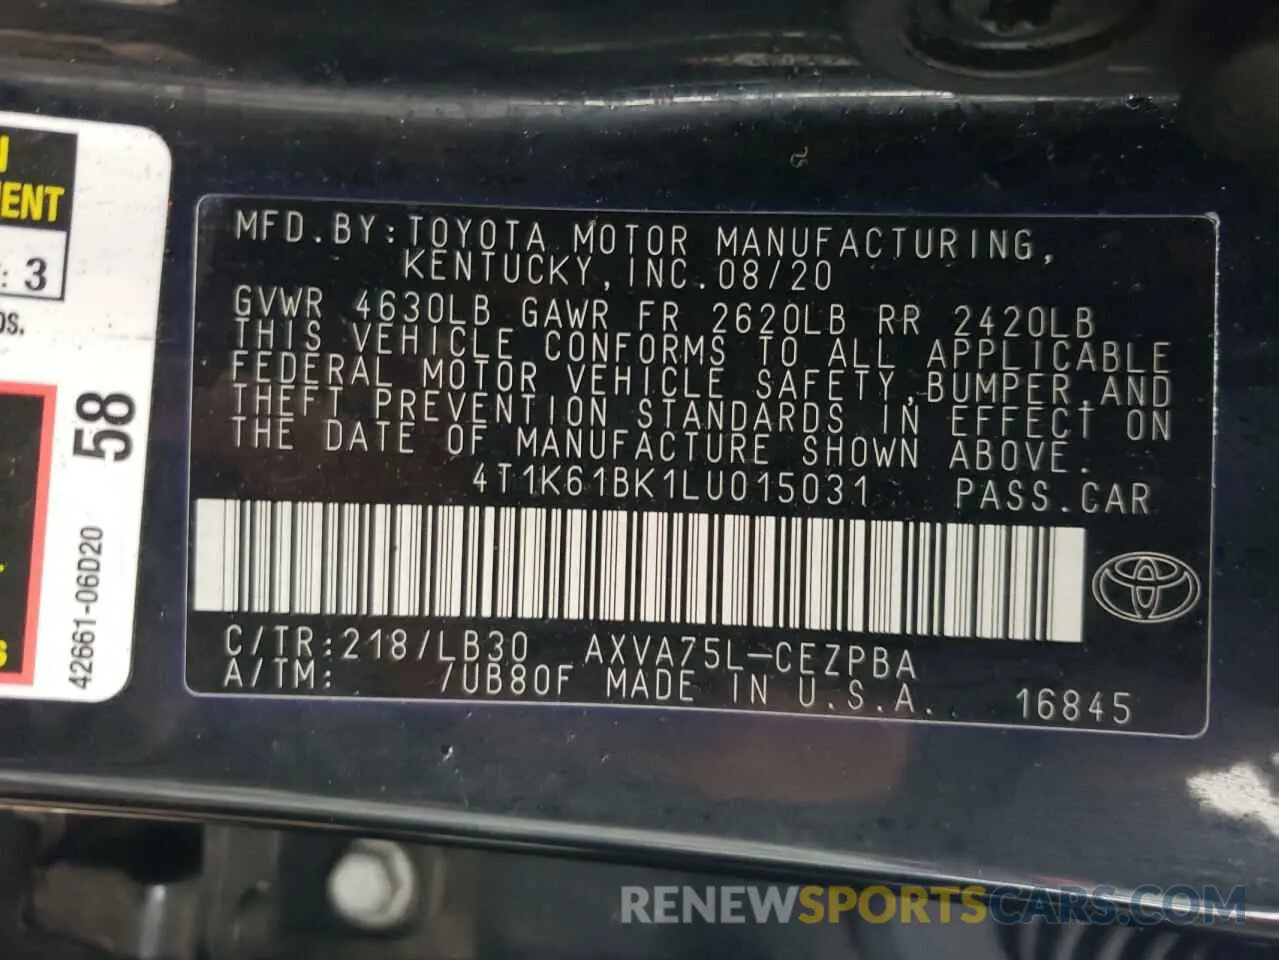 MFD.BY:TOYOTA MOTOR MANUFACTURING,
KENTUCKY,INC.08/20
GVWR 4630LB GAWR FR 2620LB RR 2420LB
THIS VEHICLE CONFORMS TO ALL APPLICABLE
FEDERAL MOTOR VEHICLE SAFETY,BUMPER,AND
THEFT PREVENTION STANDARDS IN EFFECT ON
THE DATE OF MANUFACTURE SHOWN ABOVE.
4T1K61BK1LU015031 PASS.CAR
C/TR:218/LB30 AXVA75L-CEZPBA
A/TM: /UB80F MADE IN U.S.A. 16845
ENT
: 3
58
42661-06D20
RENEWSPORTSCARS.COM